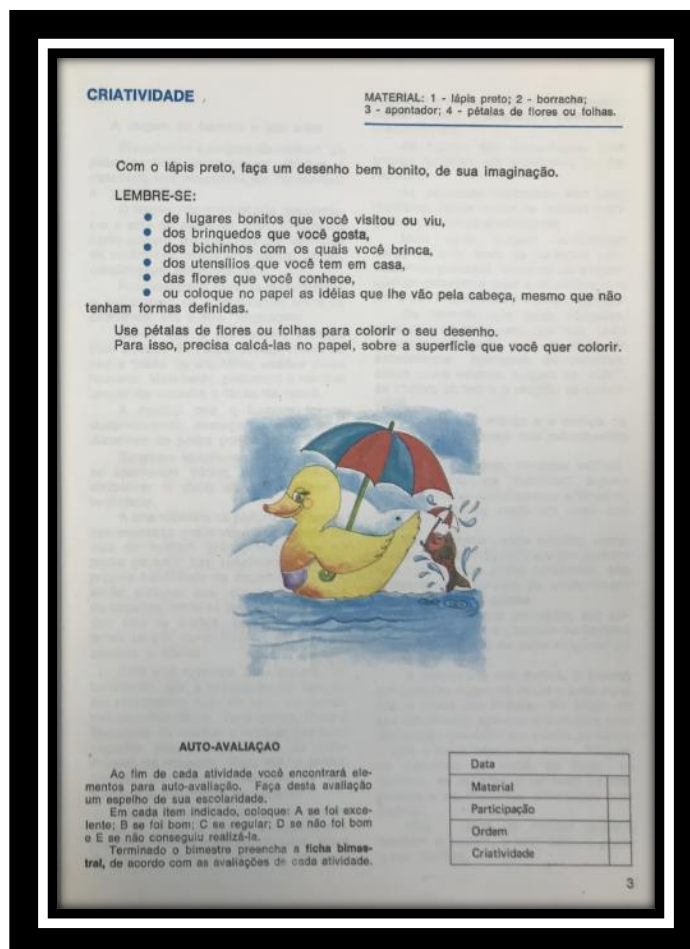 CRIATIVIDADE
MATERIAL: 1 - lápis preto; 2 - borracha;
3 - apontador; 4 - pétalas de flores ou folhas.
Com o lápis preto, faça um desenho bem bonito, de sua imaginação.
LEMBRE-SE:
● de lugares bonitos que você visitou ou viu,
● dos brinquedos que você gosta,
● dos bichinhos com os quais você brinca,
● dos utensílios que você tem em casa,
● das flores que você conhece,
● ou coloque no papel as idéias que lhe vão pela cabeça, mesmo que não
tenham formas definidas.
Use pétalas de flores ou folhas para colorir o seu desenho.
Para isso, precisa calcá-las no papel, sobre a superfície que você quer colorir.
AUTO-AVALIAÇAO
Ao fim de cada atividade você encontrará ele-
mentos para auto-avaliação. Faça desta avaliação
um espelho de sua escolaridade.
Em cada item indicado, coloque: A se foi exce-
lente; B se foi bom; C se regular; D se não foi bom
e E se não conseguiu realizá-la.
Terminado o bimestre preencha a ficha bimes-
tral, de acordo com as avaliações de cada atividade.
Data
Material
Participação
Ordem
Criatividade
3